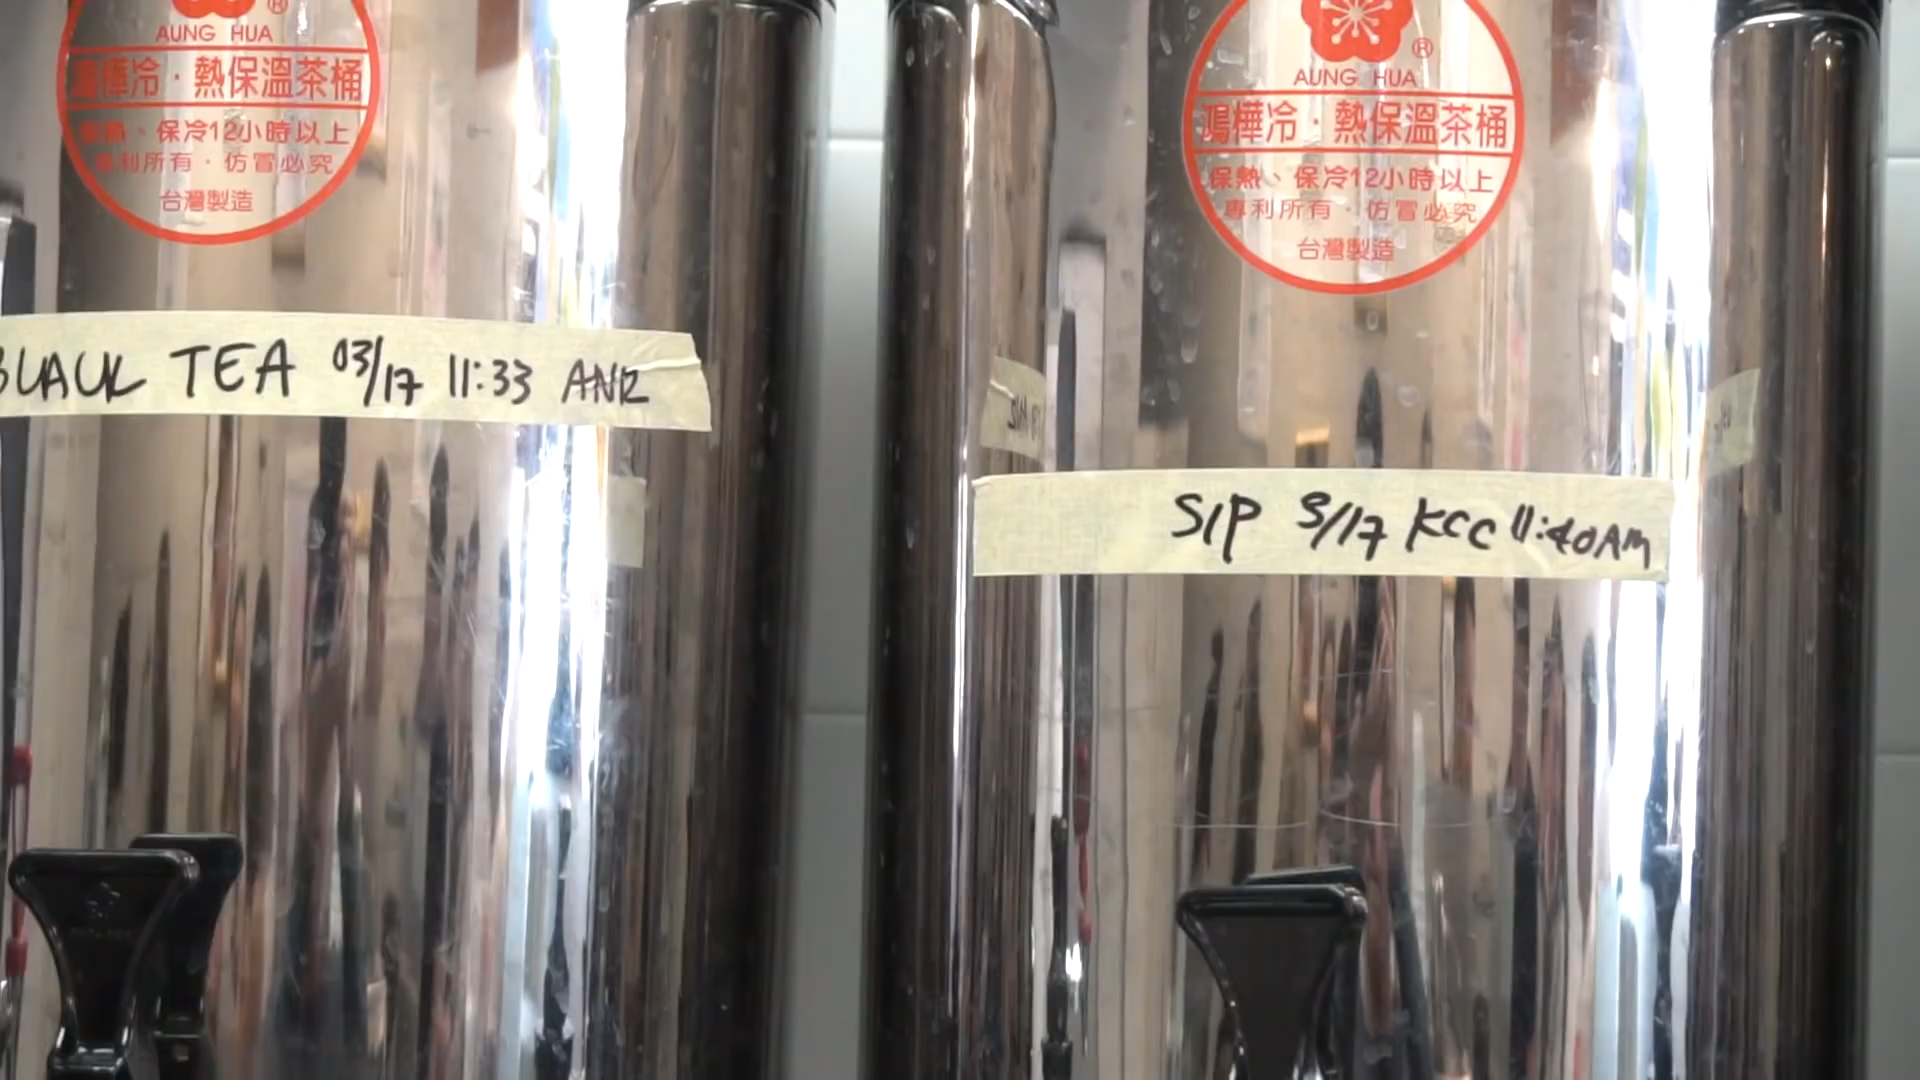 AUNG HUA
鴻樺冷·熱保溫茶桶
保熱、保冷12小時以上
專利所有·仿冒必究
台灣製造
BLACK TEA 03/17 11:33 ANR
AUNG HUA
鴻樺冷·熱保溫茶桶
保熱、保冷12小時以上
專利所有·仿冒必究
台灣製造
S/P 3/17 KCC 11:40AM